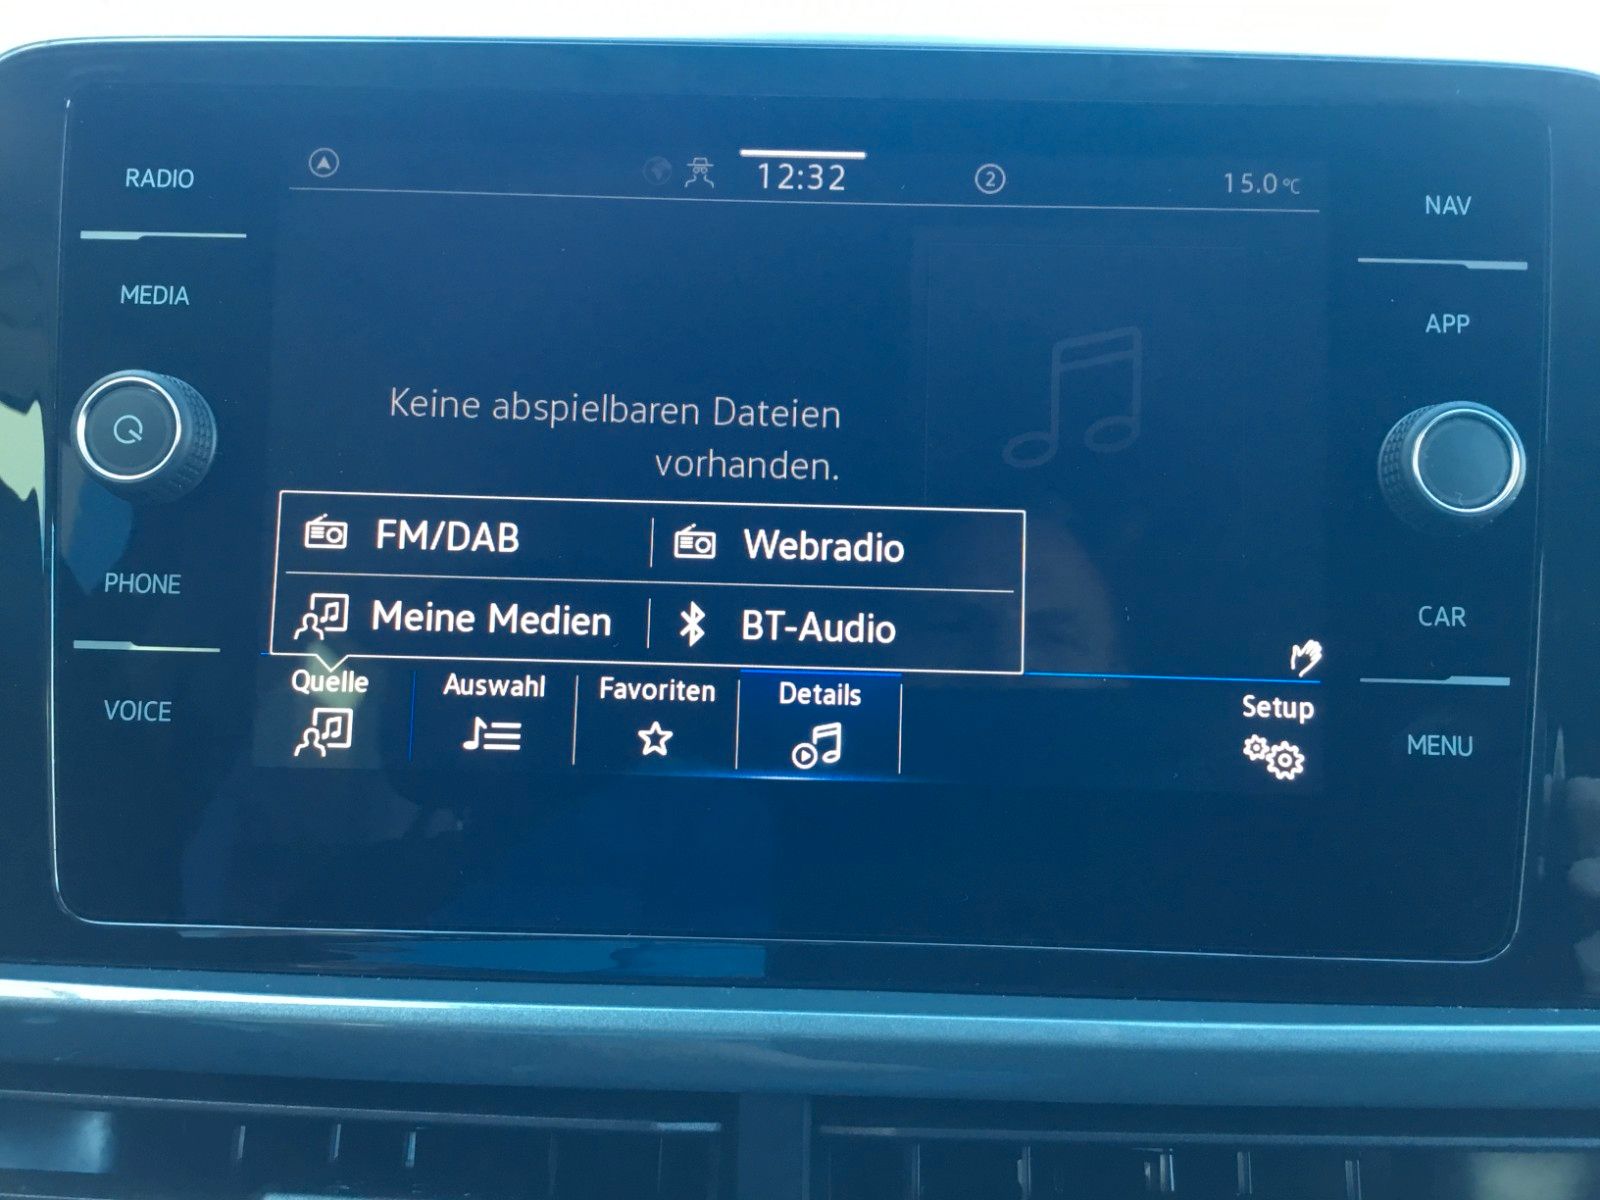 RADIO
MEDIA
PHONE
VOICE
12:32
2
15.0 °C
Keine abspielbaren Dateien
vorhanden.
FM/DAB
Webradio
Meine Medien
BT-Audio
Quelle
Auswahl
Favoriten
Details
Setup
NAV
APP
CAR
MENU